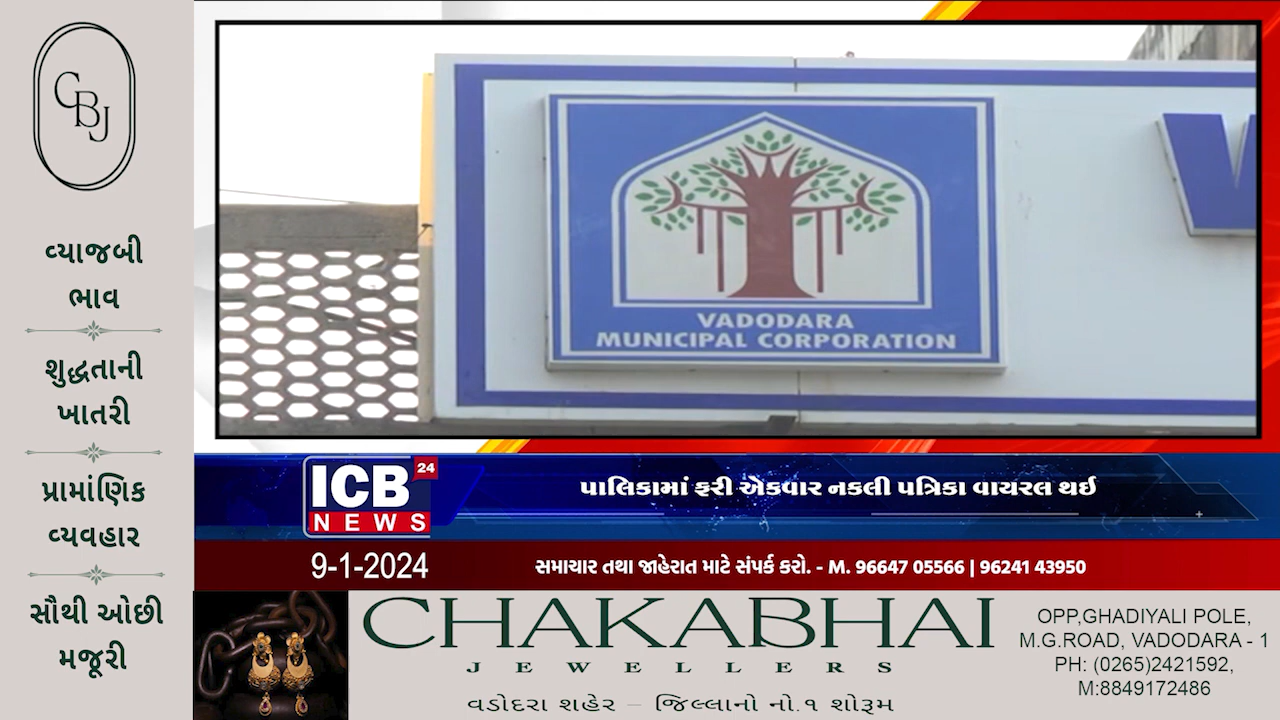 CBJ
વ્યાજબી
ભાવ
શુદ્ધતાની
ખાતરી
પ્રામાંણિક
વ્યવહાર
સૌથી ઓછી
મજૂરી
V
VADODARA
MUNICIPAL CORPORATION
ICB 24
NEWS
પાલિકામાં ફરી એકવાર નકલી પત્રિકા વાયરલ થઈ
9-1-2024
સમાચાર તથા જાહેરાત માટે સંપર્ક કરો. - M. 96647 05566 | 96241 43950
CHAKABHAI
JEWELLERS
વડોદરા શહેર – જિલ્લાનો નો.૧ શોરૂમ
OPP,GHADIYALI POLE,
M.G.ROAD, VADODARA - 1
PH: (0265)2421592,
M:8849172486